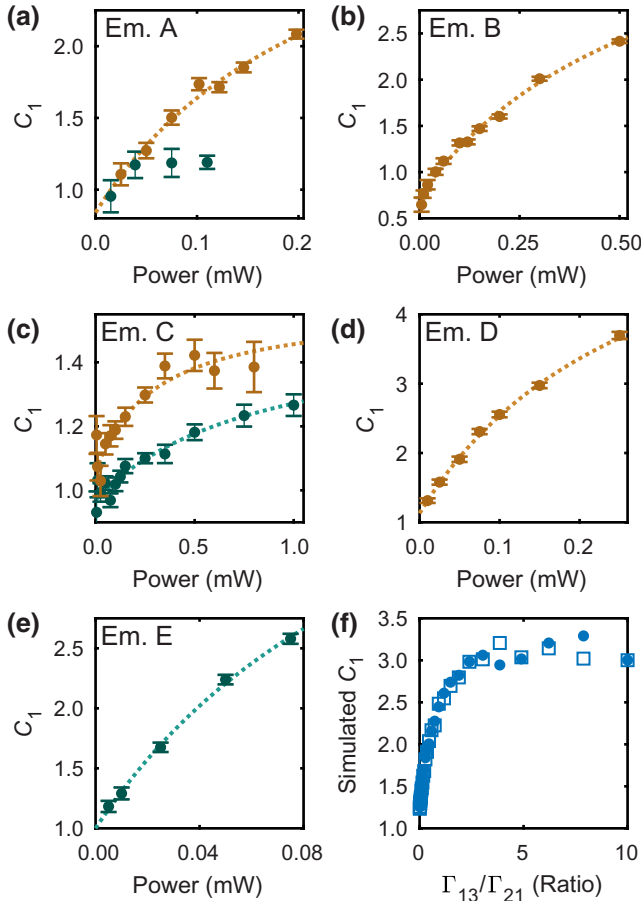 (a) Em. A
C1
2.0
1.5
1.0
0.0 0.1 0.2
Power (mW)
(b) Em. B
C1
2.5
2.0
1.5
1.0
0.5
0.00 0.25 0.50
Power (mW)
(c) Em. C
C1
1.4
1.2
1.0
0.0 0.5 1.0
Power (mW)
(d) Em. D
C1
4
3
2
1
0.0 0.1 0.2
Power (mW)
(e) Em. E
C1
2.5
2.0
1.5
1.0
0.00 0.04 0.08
Power (mW)
(f)
Simulated C1
3.5
3.0
2.5
2.0
1.5
1.0
0 5 10
Γ13/Γ21 (Ratio)